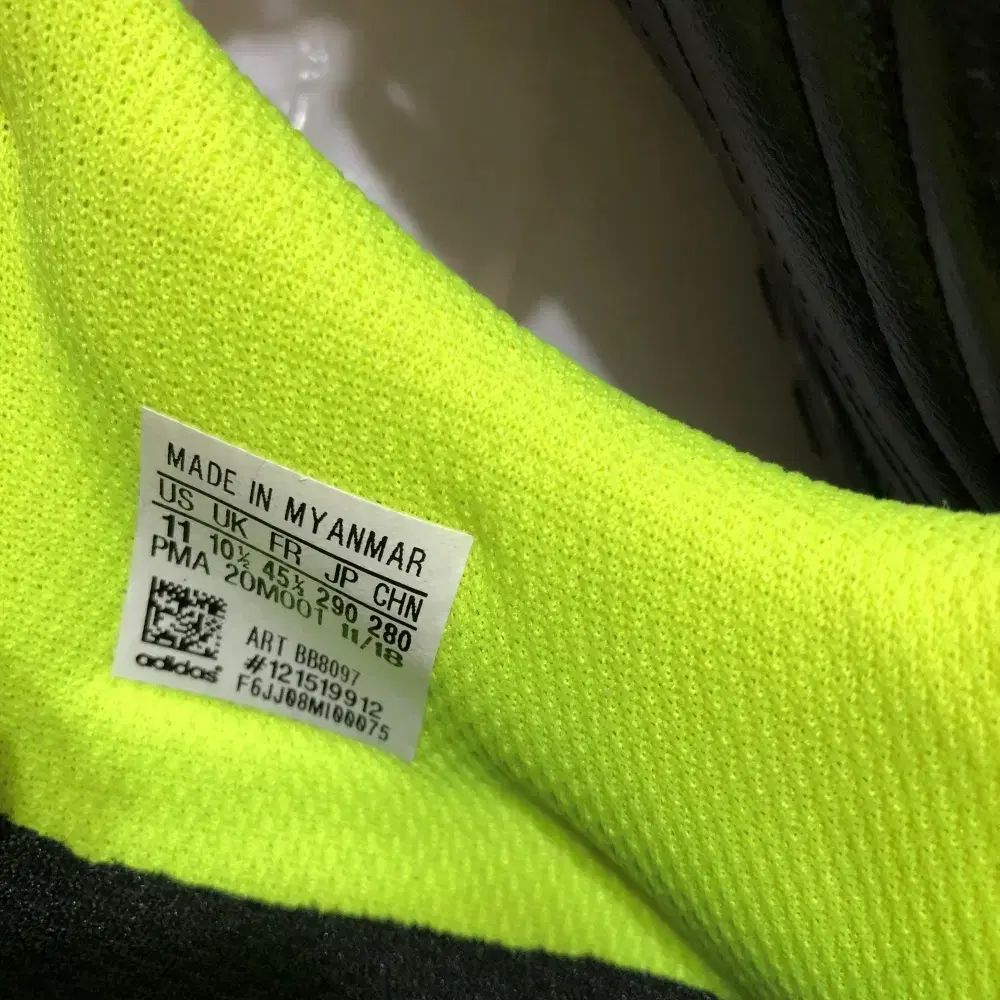 MADE IN MYANMAR
US UK FR JP CHN
11 10½ 45⅓ 290 280
PMA 20M001 11/18
ART BB8097
#121519912
F6JJ08MI00075
adidas